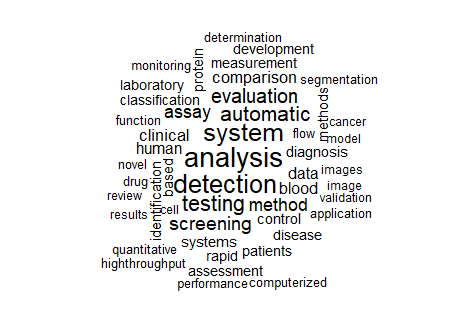 determination
development
monitoring
protein
measurement
laboratory
comparison
segmentation
classification
evaluation
methods
function
assay
automatic
cancer
clinical
system
flow
model
human
analysis
diagnosis
novel
based
data
images
drug
detection
blood
image
review
identification
testing
method
validation
results
cell
screening
control
application
systems
disease
quantitative
rapid
patients
highthroughput
assessment
performance
computerized